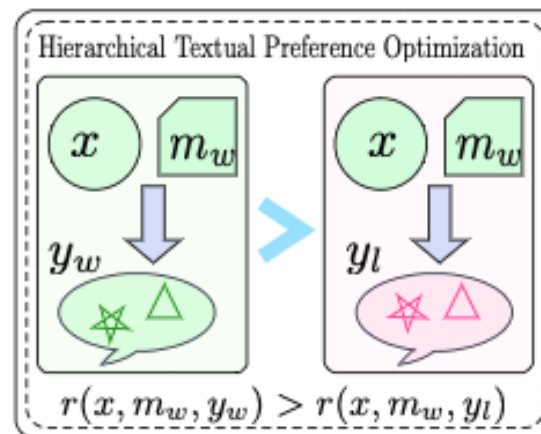 Hierarchical Textual Preference Optimization
x m_w x m_w
>
y_w y_l
r(x, m_w, y_w) > r(x, m_w, y_l)